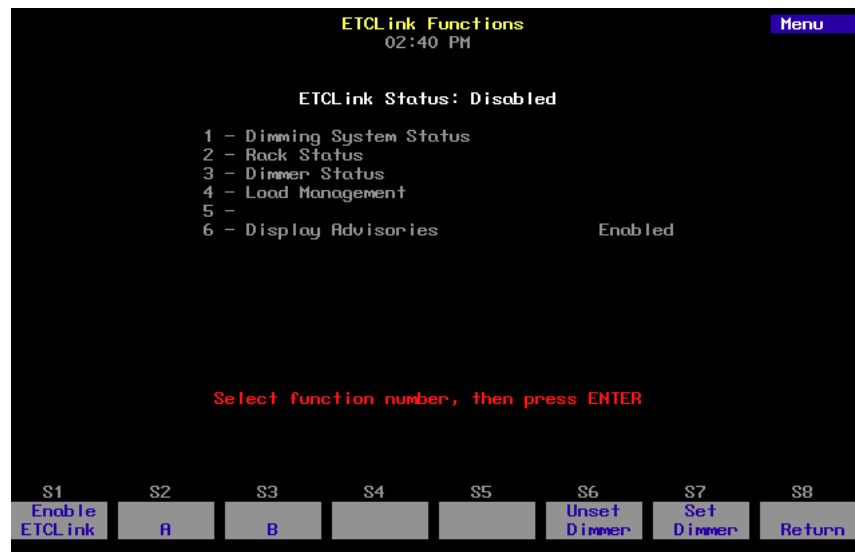 ETCLink Functions Menu
02:40 PM
ETCLink Status: Disabled
1 - Dimming System Status
2 - Rack Status
3 - Dimmer Status
4 - Load Management
5 -
6 - Display Advisories Enabled
Select function number, then press ENTER
S1 S2 S3 S4 S5 S6 S7 S8
Enable Unset Set
ETCLink A B Dimmer Dimmer Return